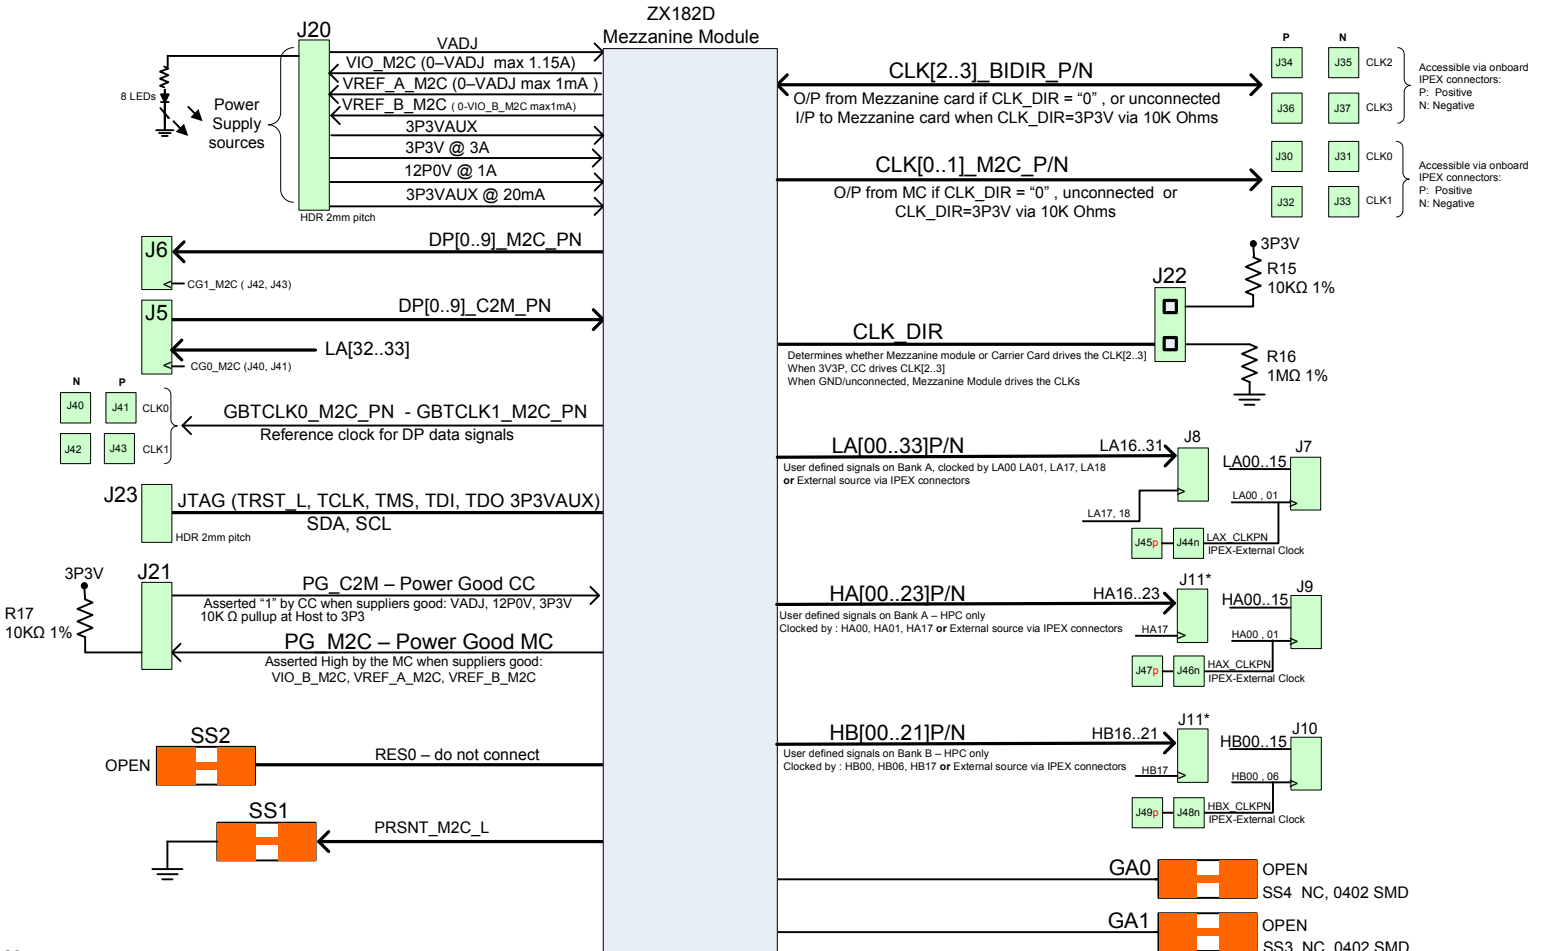 ZX182D
Mezzanine Module
J20
VADJ
VIO_M2C (0–VADJ max 1.15A)
VREF_A_M2C (0–VADJ max 1mA )
VREF_B_M2C ( 0-VIO_B_M2C max1mA)
3P3VAUX
3P3V @ 3A
12P0V @ 1A
3P3VAUX @ 20mA
HDR 2mm pitch
8 LEDs
Power
Supply
sources
J6
DP[0..9]_M2C_PN
CG1_M2C ( J42, J43)
J5
DP[0..9]_C2M_PN
LA[32..33]
CG0_M2C (J40, J41)
N P
J40 J41 CLK0
J42 J43 CLK1
GBTCLK0_M2C_PN - GBTCLK1_M2C_PN
Reference clock for DP data signals
J23
JTAG (TRST_L, TCLK, TMS, TDI, TDO 3P3VAUX)
SDA, SCL
HDR 2mm pitch
3P3V
J21
R17
10KΩ 1%
PG_C2M – Power Good CC
Asserted “1” by CC when suppliers good: VADJ, 12P0V, 3P3V
10K Ω pullup at Host to 3P3
PG_M2C – Power Good MC
Asserted High by the MC when suppliers good:
VIO_B_M2C, VREF_A_M2C, VREF_B_M2C
SS2
OPEN
RES0 – do not connect
SS1
PRSNT_M2C_L
CLK[2..3]_BIDIR_P/N
O/P from Mezzanine card if CLK_DIR = “0” , or unconnected
I/P to Mezzanine card when CLK_DIR=3P3V via 10K Ohms
P N
J34 J35 CLK2
J36 J37 CLK3
Accessible via onboard
IPEX connectors:
P: Positive
N: Negative
CLK[0..1]_M2C_P/N
O/P from MC if CLK_DIR = “0” , unconnected or
CLK_DIR=3P3V via 10K Ohms
J30 J31 CLK0
J32 J33 CLK1
Accessible via onboard
IPEX connectors:
P: Positive
N: Negative
3P3V
J22
R15
10KΩ 1%
CLK_DIR
Determines whether Mezzanine module or Carrier Card drives the CLK[2..3]
When 3V3P, CC drives CLK[2..3]
When GND/unconnected, Mezzanine Module drives the CLKs
R16
1MΩ 1%
LA[00..33]P/N
User defined signals on Bank A, clocked by LA00 LA01, LA17, LA18
or External source via IPEX connectors
LA16..31
J8
LA17, 18
LA00..15
J7
LA00 , 01
J45p J44n LAX_CLKPN
IPEX-External Clock
HA[00..23]P/N
User defined signals on Bank A – HPC only
Clocked by : HA00, HA01, HA17 or External source via IPEX connectors
HA16..23
J11*
HA17
HA00..15
J9
HA00 , 01
J47p J46n HAX_CLKPN
IPEX-External Clock
HB[00..21]P/N
User defined signals on Bank B – HPC only
Clocked by : HB00, HB06, HB17 or External source via IPEX connectors
HB16..21
J11*
HB17
HB00..15
J10
HB00 , 06
J49p J48n HBX_CLKPN
IPEX-External Clock
GA0
OPEN
SS4 NC, 0402 SMD
GA1
OPEN
SS3 NC, 0402 SMD